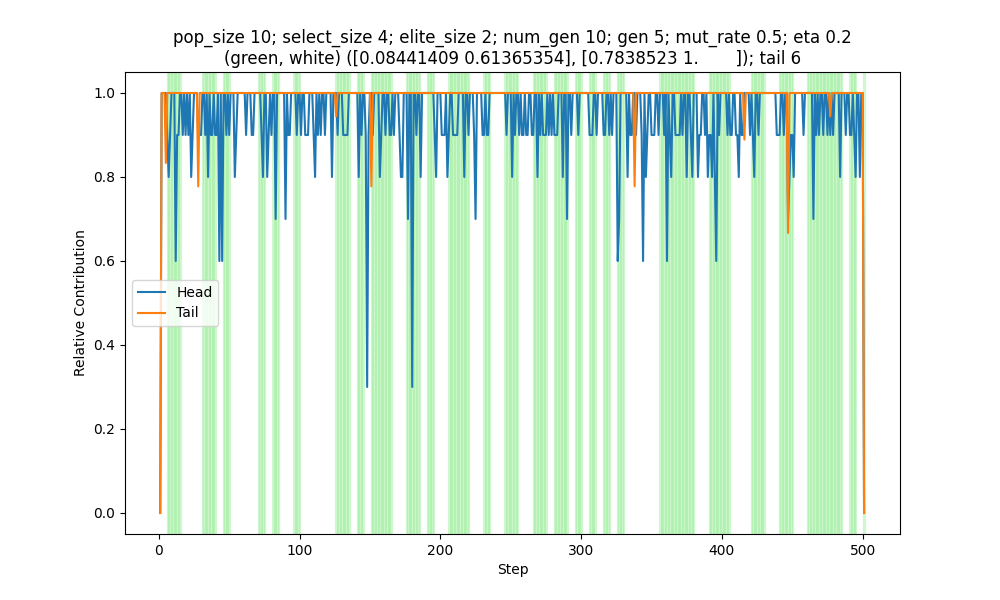 pop_size 10; select_size 4; elite_size 2; num_gen 10; gen 5; mut_rate 0.5; eta 0.2
(green, white) ([0.08441409 0.61365354], [0.7838523 1.        ]); tail 6
1.0
0.8
0.6
0.4
0.2
0.0
Relative Contribution
Head
Tail
0 100 200 300 400 500
Step